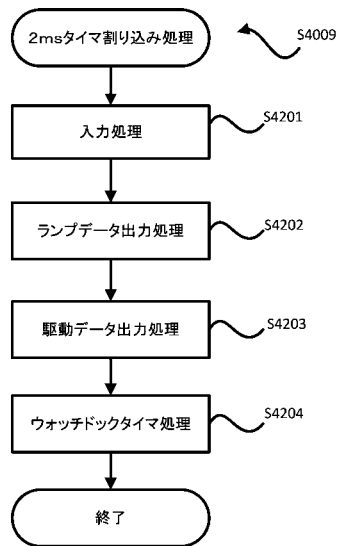 2msタイマ割り込み処理
S4009
入力処理
S4201
ランプデータ出力処理
S4202
駆動データ出力処理
S4203
ウォッチドックタイマ処理
S4204
終了